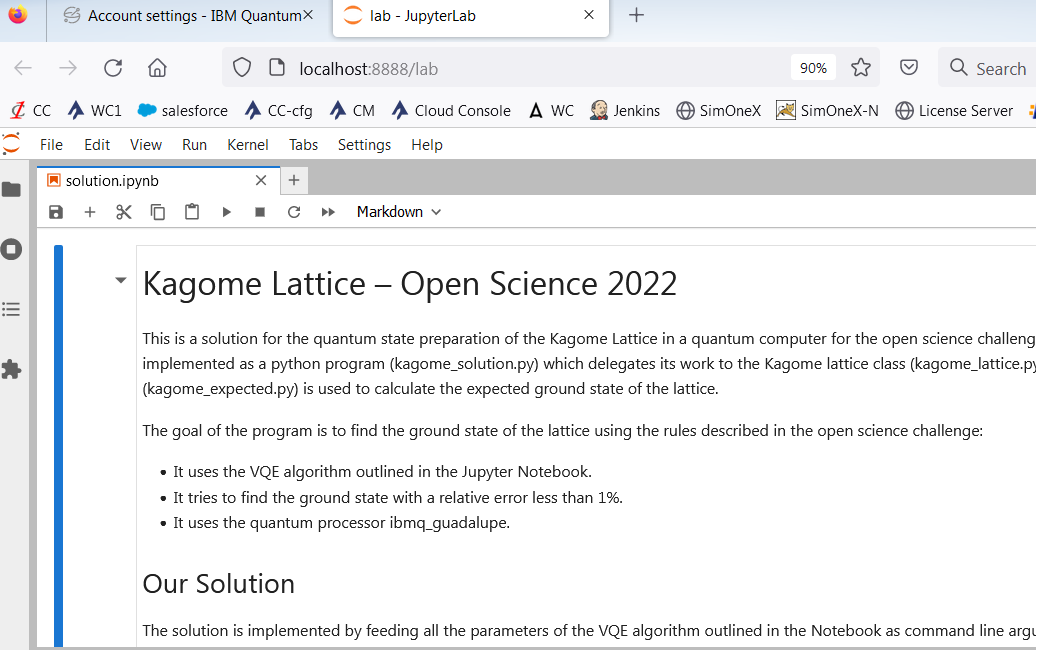 Account settings - IBM Quantum
lab - JupyterLab
localhost:8888/lab
90%
Search
CC WC1 salesforce CC-cfg CM Cloud Console WC Jenkins SimOneX SimOneX-N License Server
File Edit View Run Kernel Tabs Settings Help
solution.ipynb
Markdown
Kagome Lattice – Open Science 2022
This is a solution for the quantum state preparation of the Kagome Lattice in a quantum computer for the open science challeng
implemented as a python program (kagome_solution.py) which delegates its work to the Kagome lattice class (kagome_lattice.py
(kagome_expected.py) is used to calculate the expected ground state of the lattice.
The goal of the program is to find the ground state of the lattice using the rules described in the open science challenge:
• It uses the VQE algorithm outlined in the Jupyter Notebook.
• It tries to find the ground state with a relative error less than 1%.
• It uses the quantum processor ibmq_guadalupe.
Our Solution
The solution is implemented by feeding all the parameters of the VQE algorithm outlined in the Notebook as command line argu